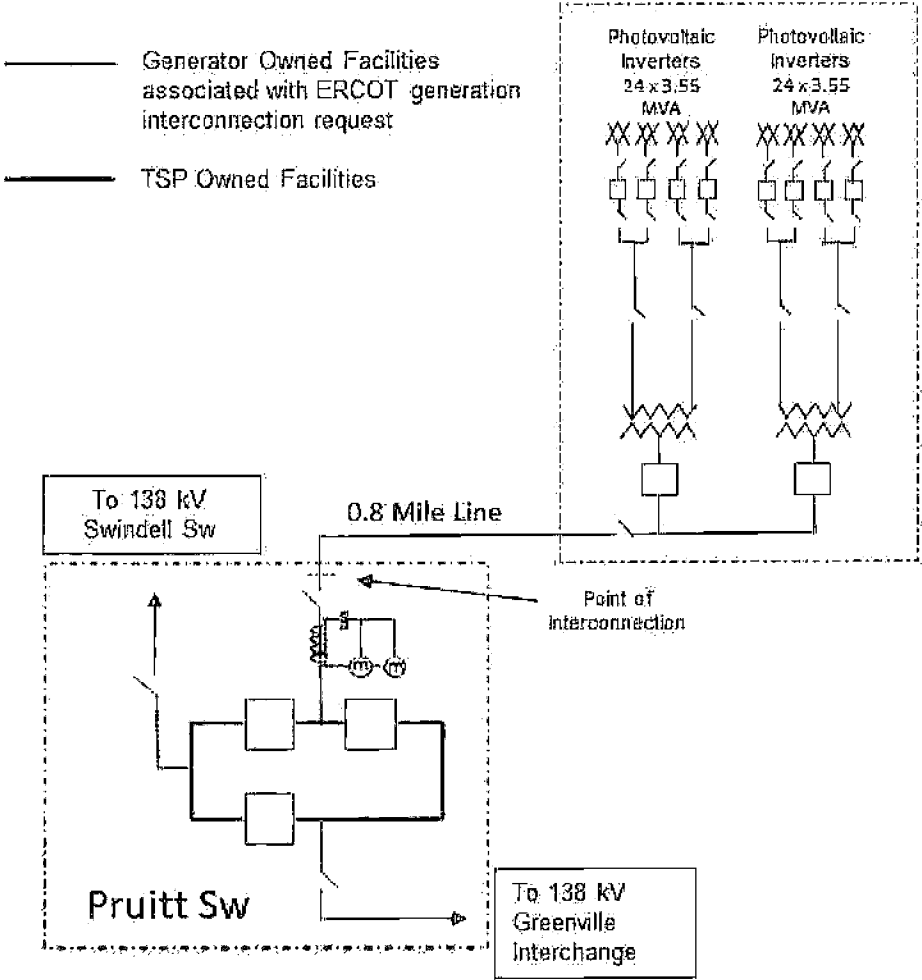 Generator Owned Facilities
associated with ERCOT generation
interconnection request
TSP Owned Facilities
Photovoltaic
Inverters
24 x 3.55
MVA
Photovoltaic
Inverters
24 x 3.55
MVA
To 138 kV
Swindell Sw
0.8 Mile Line
Point of
Interconnection
m m
Pruitt Sw
To 138 kV
Greenville
Interchange